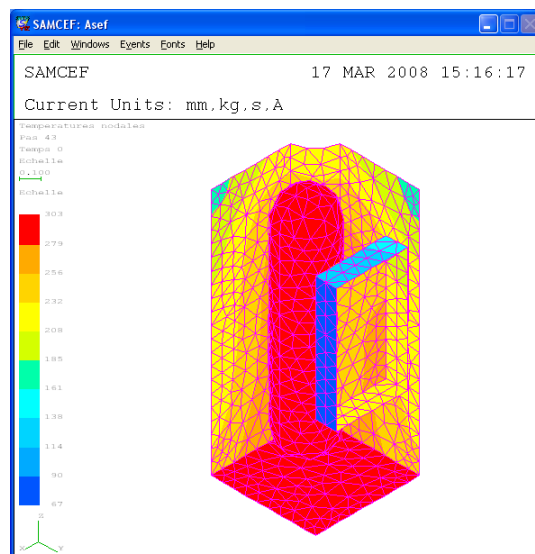 SAMCEF: Asef
File Edit Windows Events Fonts Help
SAMCEF 17 MAR 2008 15:16:17
Current Units: mm,kg,s,A
Temperatures nodales
Pas 43
Temps 0
Echelle
0.100
Echelle
303
279
256
232
208
185
161
138
114
90
67
Z
X Y